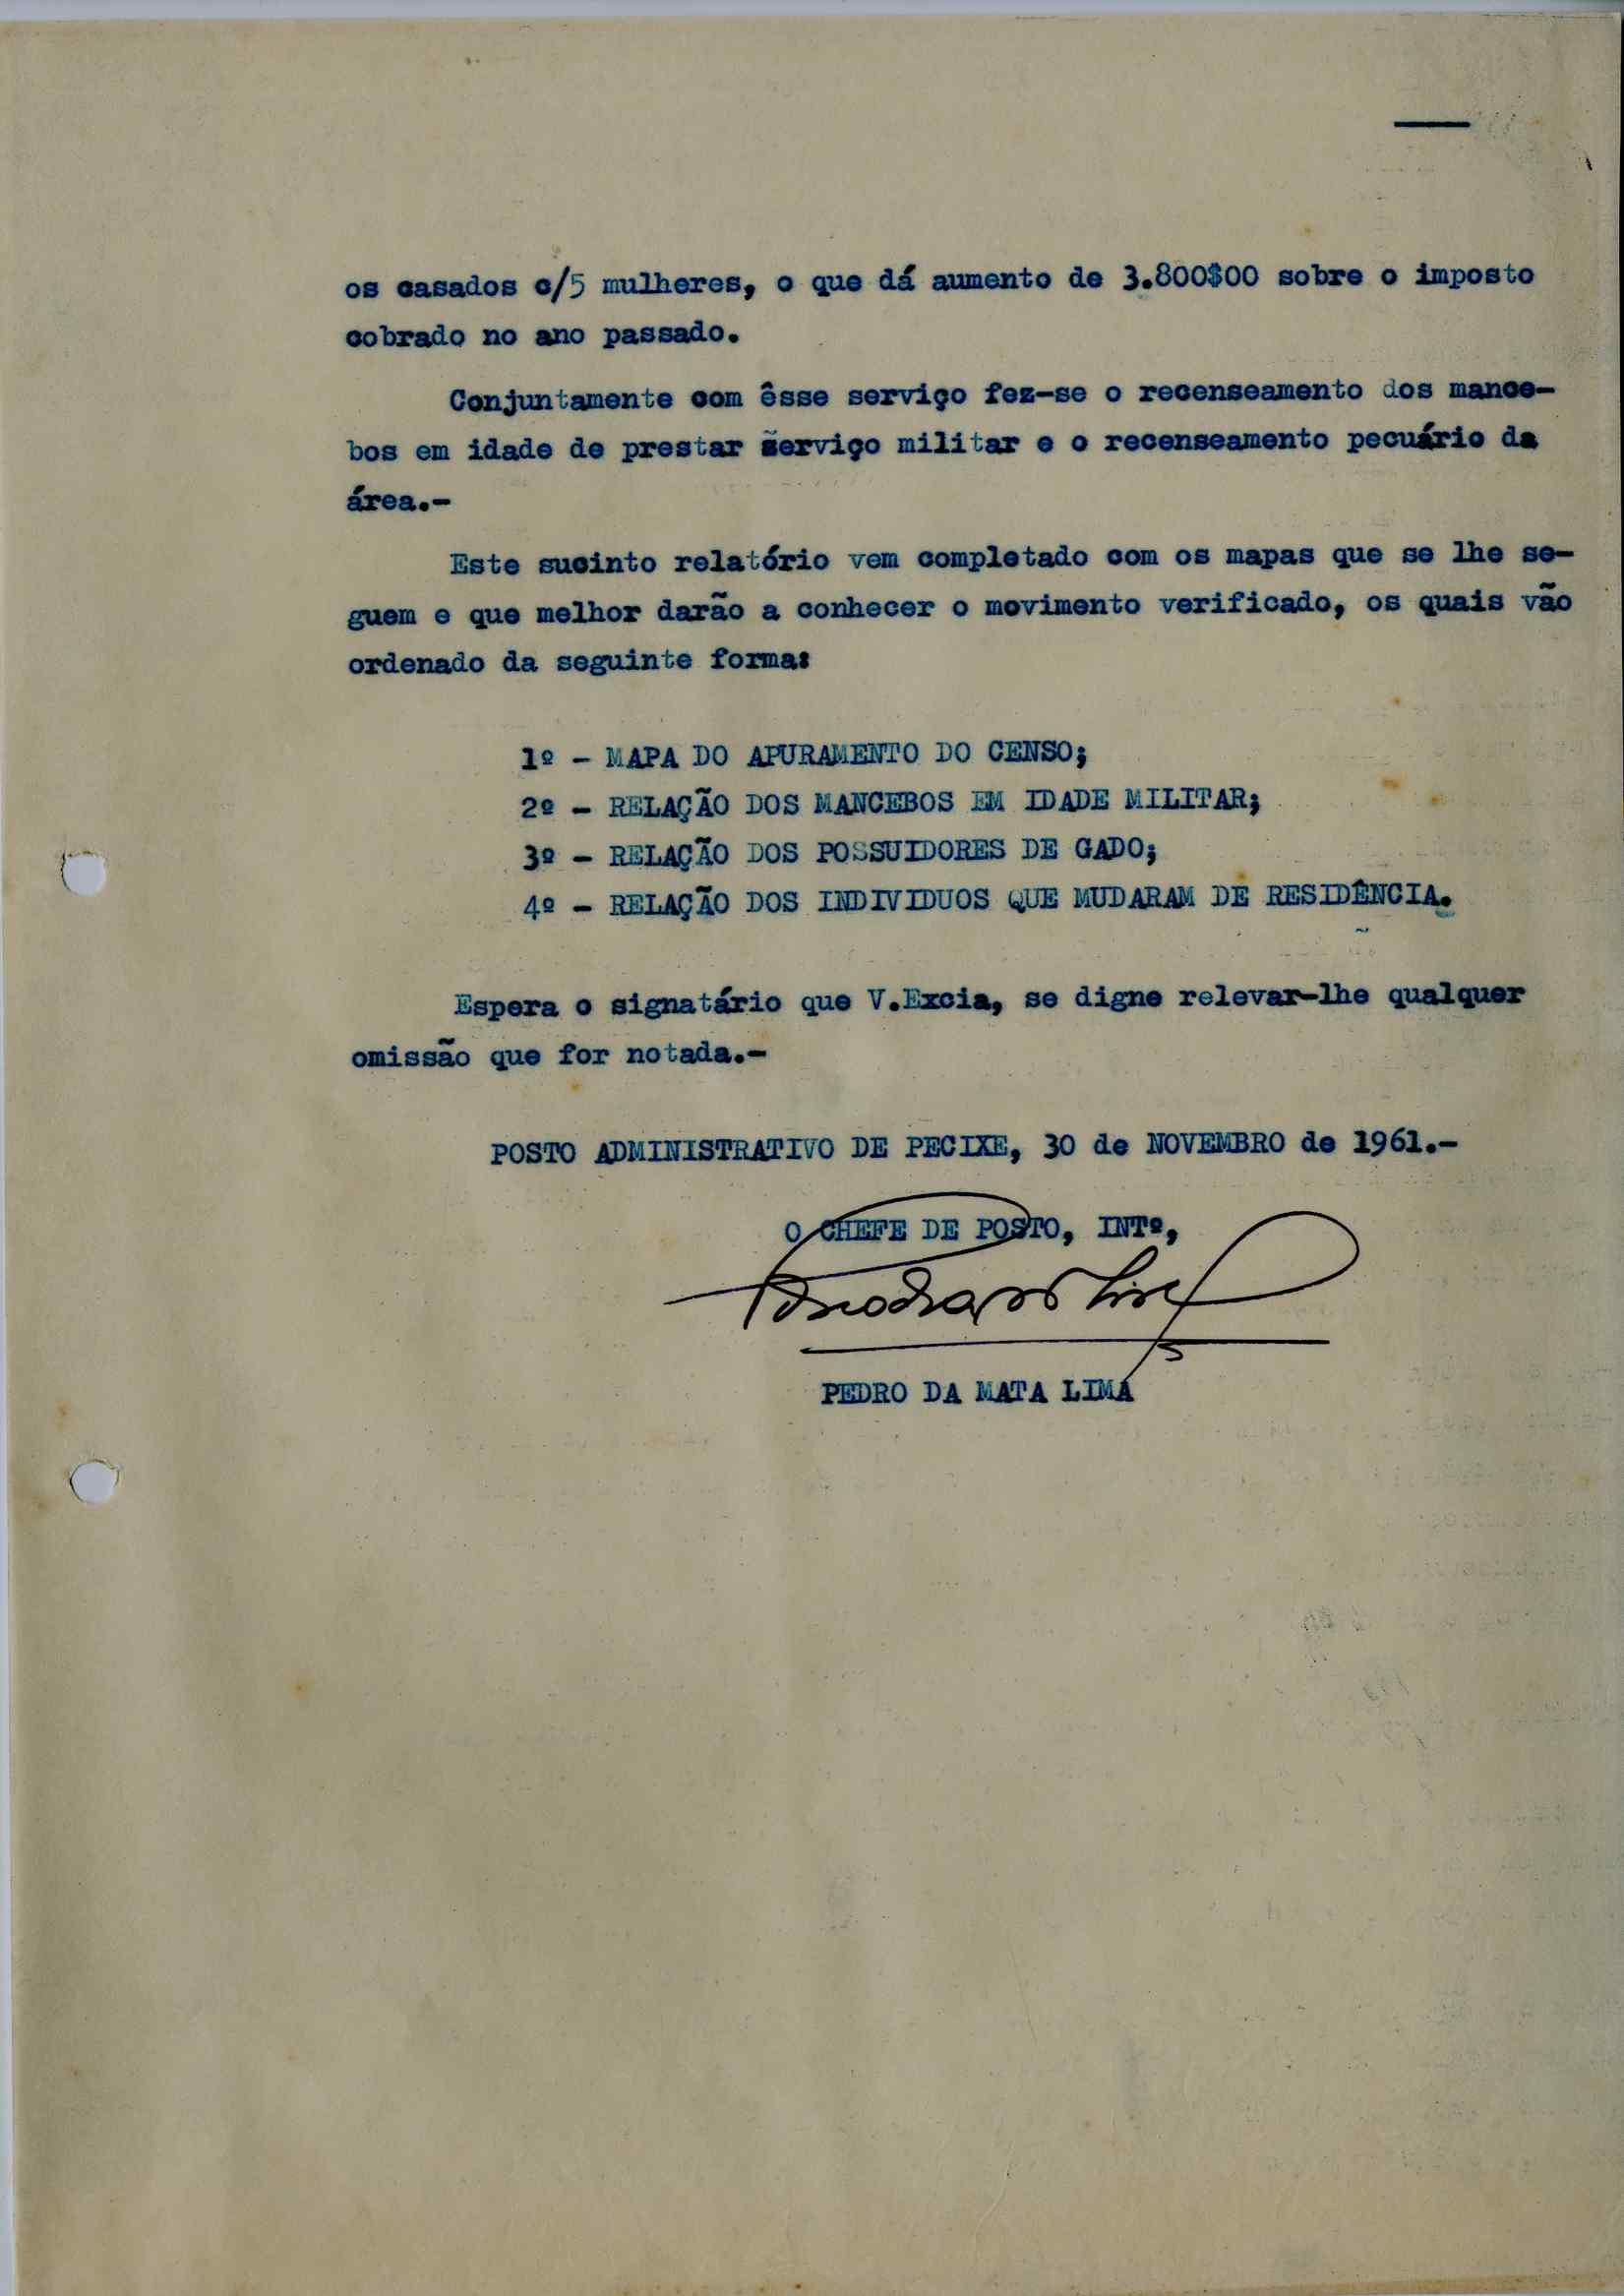 os casados c/5 mulheres, o que dá aumento de 3.800$00 sobre o imposto
cobrado no ano passado.
Conjuntamente com êsse serviço fez-se o recenseamento dos mance-
bos em idade de prestar serviço militar e o recenseamento pecuário da
área.-
Este sucinto relatório vem completado com os mapas que se lhe se-
guem e que melhor darão a conhecer o movimento verificado, os quais vão
ordenado da seguinte forma:
1º - MAPA DO APURAMENTO DO CENSO;
2º - RELAÇÃO DOS MANCEBOS EM IDADE MILITAR;
3º - RELAÇÃO DOS POSSUIDORES DE GADO;
4º - RELAÇÃO DOS INDIVIDUOS QUE MUDARAM DE RESIDÊNCIA.
Espera o signatário que V.Excia, se digne relevar-lhe qualquer
omissão que for notada.-
POSTO ADMINISTRATIVO DE PECIXE, 30 de NOVEMBRO de 1961.-
O CHEFE DE POSTO, INTº,
PEDRO DA MATA LIMA